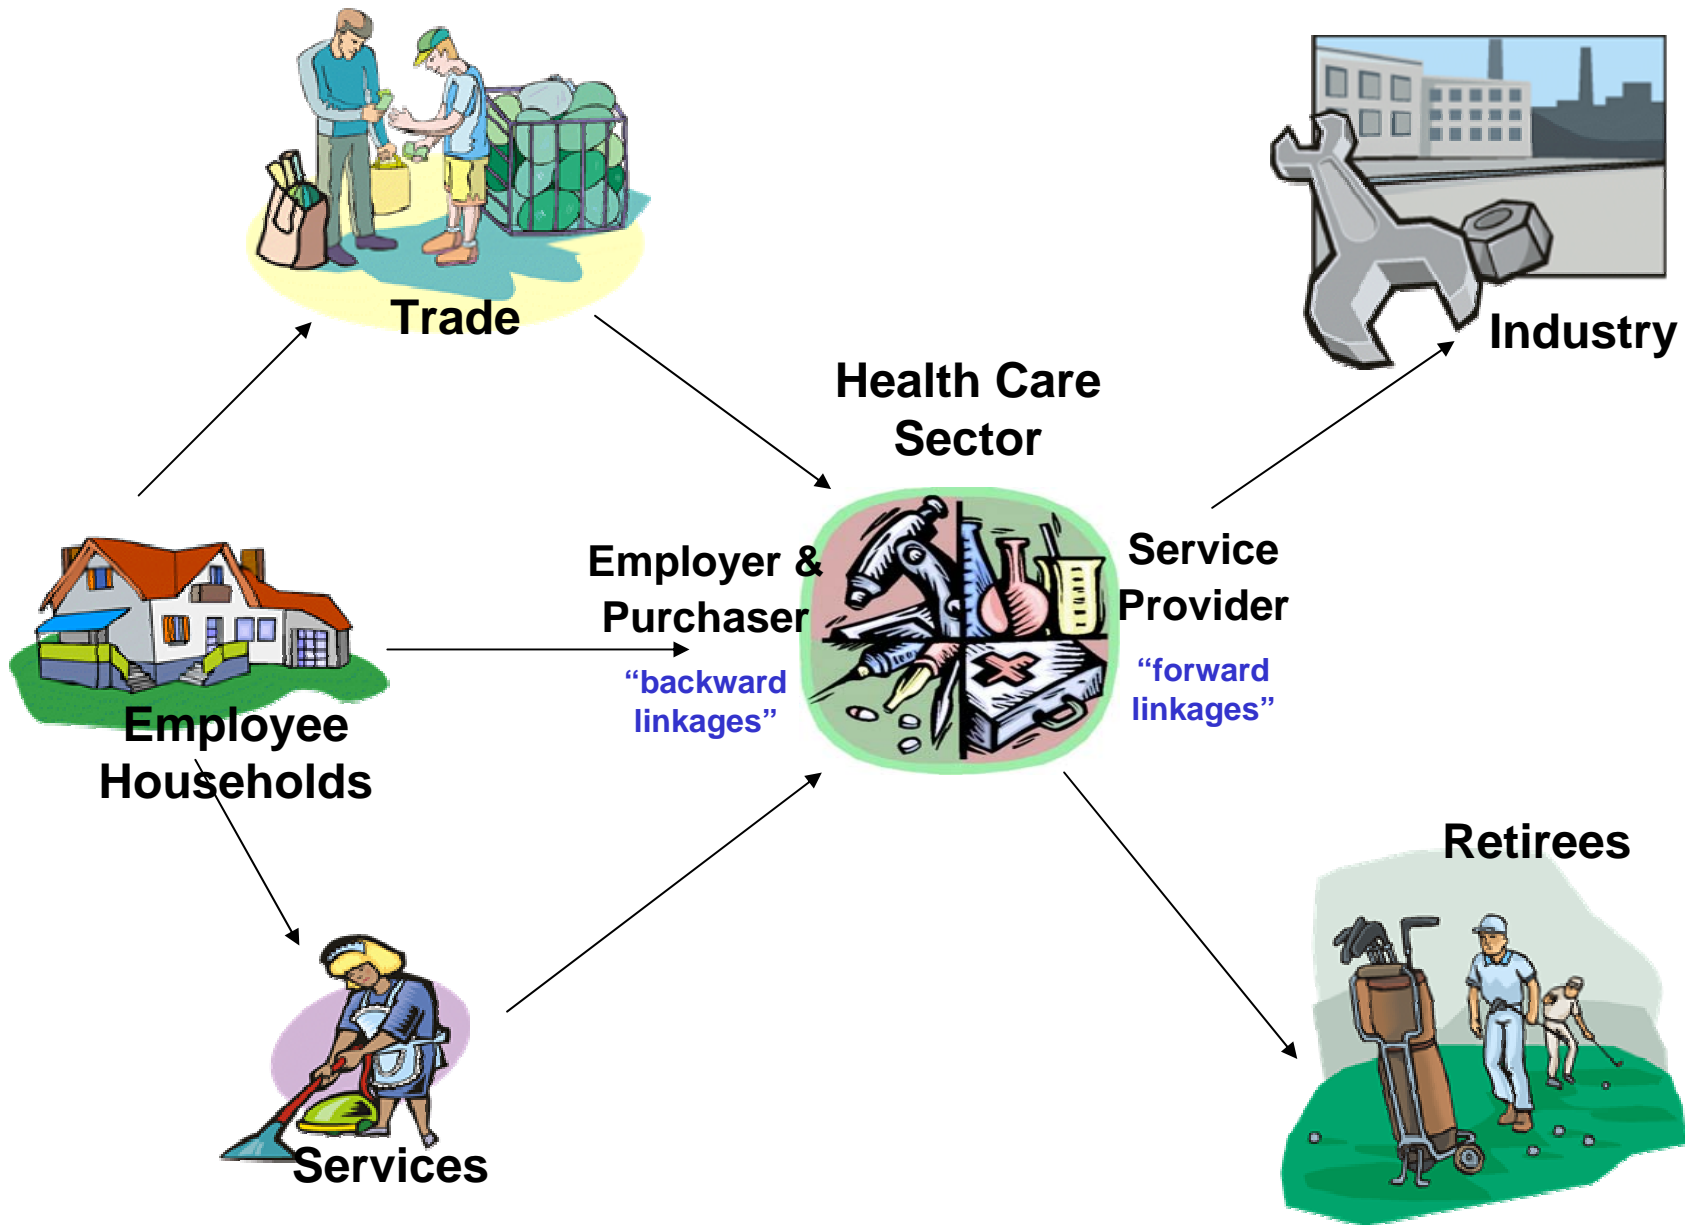 Trade
Industry
Health Care
Sector
Employer &
Purchaser
“backward
linkages”
Service
Provider
“forward
linkages”
Employee
Households
Retirees
Services